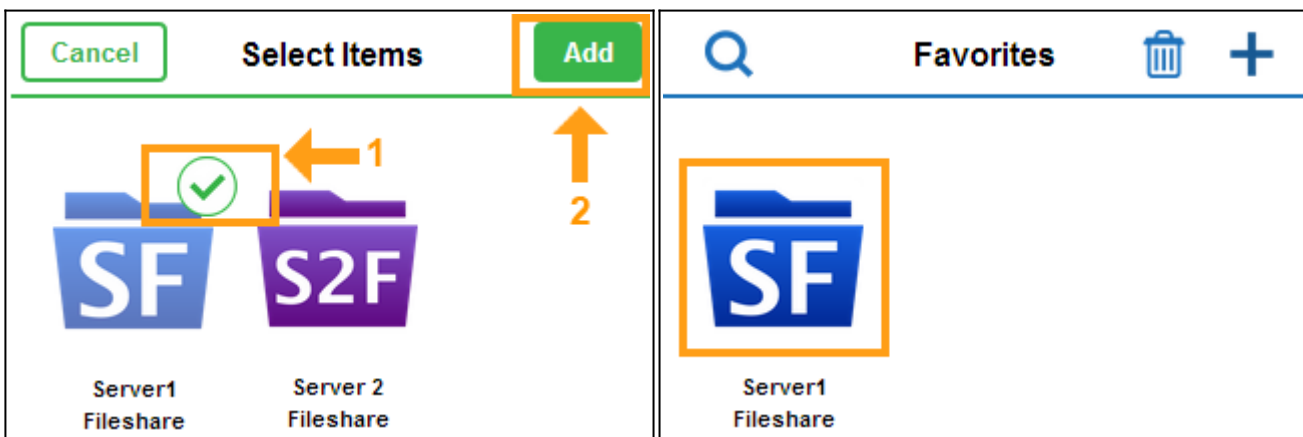 Cancel
Select Items
Add
1
2
SF
S2F
Server1
Fileshare
Server 2
Fileshare
Favorites
SF
Server1
Fileshare